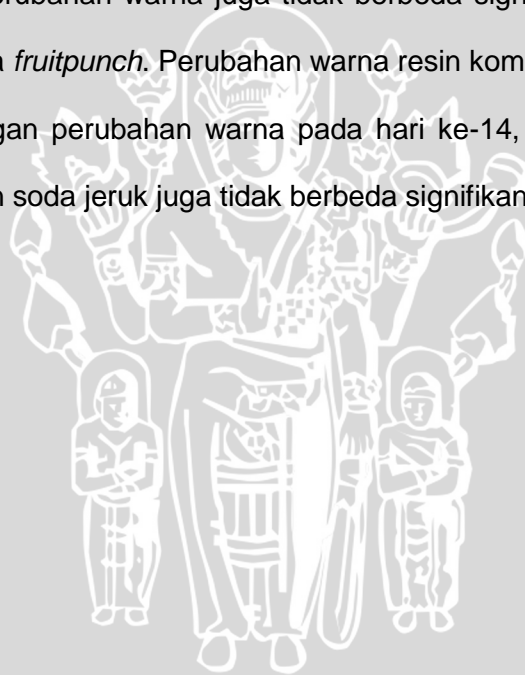 perubahan warna juga tidak berbeda sign
fruitpunch. Perubahan warna resin kom
gan perubahan warna pada hari ke-14,
soda jeruk juga tidak berbeda signifikan